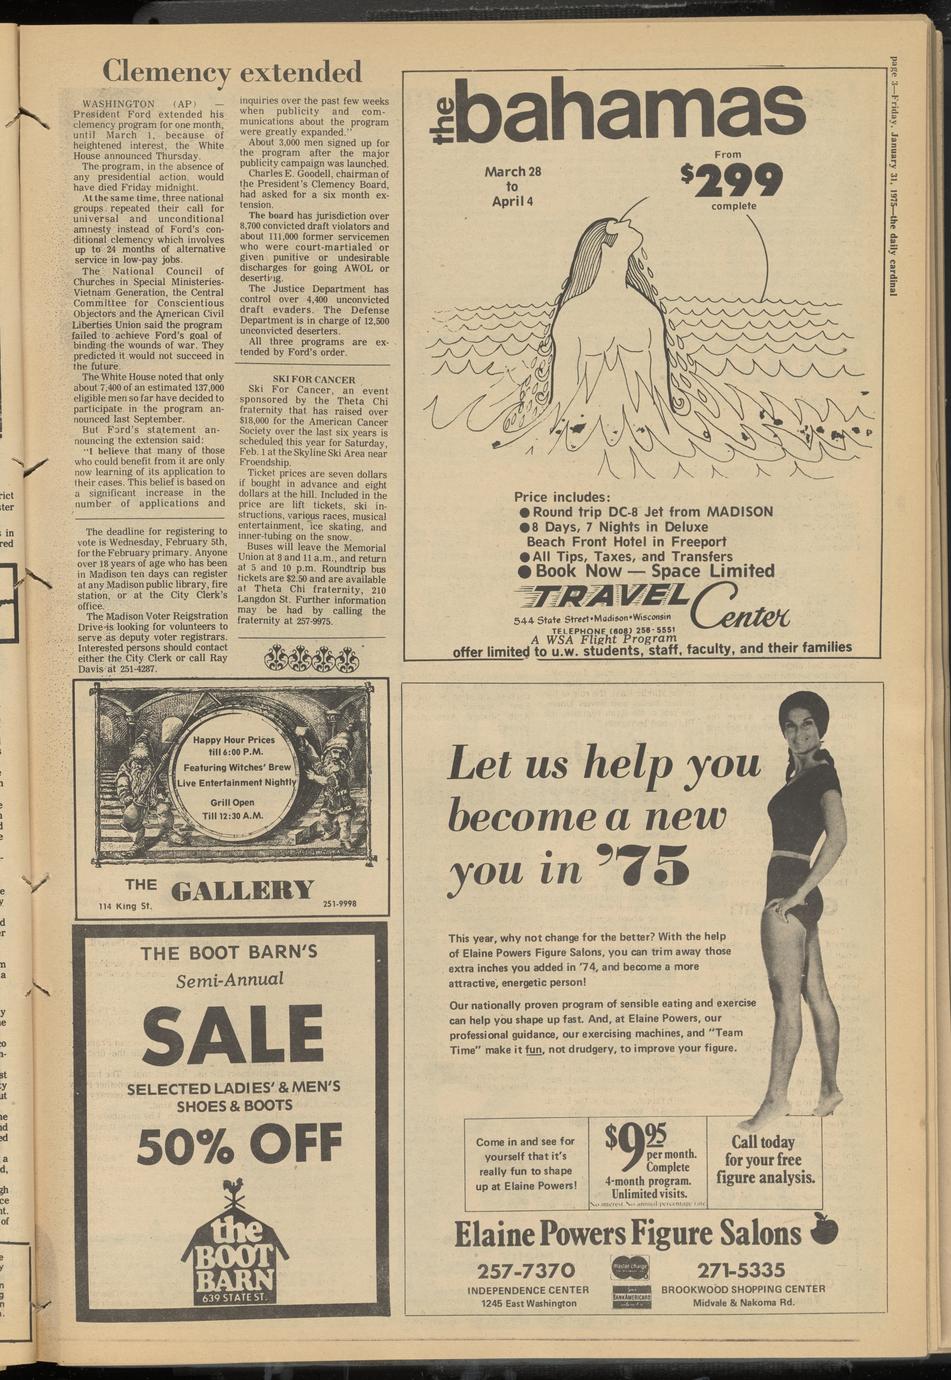 page 3—Friday, January 31, 1975—the daily cardinal
Clemency extended
WASHINGTON (AP) —
President Ford extended his
clemency program for one month,
until March 1, because of
heightened interest, the White
House announced Thursday.
The program, in the absence of
any presidential action, would
have died Friday midnight.
At the same time, three national
groups repeated their call for
universal and unconditional
amnesty instead of Ford's con-
ditional clemency which involves
up to 24 months of alternative
service in low-pay jobs.
The National Council of
Churches in Special Ministeries-
Vietnam Generation, the Central
Committee for Conscientious
Objectors and the American Civil
Liberties Union said the program
failed to achieve Ford's goal of
binding the wounds of war. They
predicted it would not succeed in
the future.
The White House noted that only
about 7,400 of an estimated 137,000
eligible men so far have decided to
participate in the program an-
nounced last September.
But Ford's statement an-
nouncing the extension said:
"I believe that many of those
who could benefit from it are only
now learning of its application to
their cases. This belief is based on
a significant increase in the
number of applications and
inquiries over the past few weeks
when publicity and com-
munications about the program
were greatly expanded."
About 3,000 men signed up for
the program after the major
publicity campaign was launched.
Charles E. Goodell, chairman of
the President's Clemency Board,
had asked for a six month ex-
tension.
The board has jurisdiction over
8,700 convicted draft violators and
about 111,000 former servicemen
who were court-martialed or
given punitive or undesirable
discharges for going AWOL or
deserting.
The Justice Department has
control over 4,400 unconvicted
draft evaders. The Defense
Department is in charge of 12,500
unconvicted deserters.
All three programs are ex-
tended by Ford's order.
The deadline for registering to
vote is Wednesday, February 5th,
for the February primary. Anyone
over 18 years of age who has been
in Madison ten days can register
at any Madison public library, fire
station, or at the City Clerk's
office.
The Madison Voter Reigstration
Drive is looking for volunteers to
serve as deputy voter registrars.
Interested persons should contact
either the City Clerk or call Ray
Davis at 251-4287.
SKI FOR CANCER
Ski For Cancer, an event
sponsored by the Theta Chi
fraternity that has raised over
$18,000 for the American Cancer
Society over the last six years is
scheduled this year for Saturday,
Feb. 1 at the Skyline Ski Area near
Froendship.
Ticket prices are seven dollars
if bought in advance and eight
dollars at the hill. Included in the
price are lift tickets, ski in-
structions, various races, musical
entertainment, ice skating, and
inner-tubing on the snow.
Buses will leave the Memorial
Union at 8 and 11 a.m., and return
at 5 and 10 p.m. Roundtrip bus
tickets are $2.50 and are available
at Theta Chi fraternity, 210
Langdon St. Further information
may be had by calling the
fraternity at 257-9975.
the bahamas
March 28
to
April 4
From
$299
complete
Price includes:
● Round trip DC-8 Jet from MADISON
● 8 Days, 7 Nights in Deluxe
Beach Front Hotel in Freeport
● All Tips, Taxes, and Transfers
● Book Now — Space Limited
TRAVEL Center
544 State Street•Madison•Wisconsin
TELEPHONE (608) 256-5551
A WSA Flight Program
offer limited to u.w. students, staff, faculty, and their families
Happy Hour Prices
till 6:00 P.M.
Featuring Witches' Brew
Live Entertainment Nightly
Grill Open
Till 12:30 A.M.
THE GALLERY
114 King St. 251-9998
THE BOOT BARN'S
Semi-Annual
SALE
SELECTED LADIES' & MEN'S
SHOES & BOOTS
50% OFF
the
BOOT
BARN
639 STATE ST.
Let us help you
become a new
you in '75
This year, why not change for the better? With the help
of Elaine Powers Figure Salons, you can trim away those
extra inches you added in '74, and become a more
attractive, energetic person!
Our nationally proven program of sensible eating and exercise
can help you shape up fast. And, at Elaine Powers, our
professional guidance, our exercising machines, and "Team
Time" make it fun, not drudgery, to improve your figure.
Come in and see for
yourself that it's
really fun to shape
up at Elaine Powers!
$9.95
per month.
Complete
4-month program.
Unlimited visits.
No interest. No annual percentage rate.
Call today
for your free
figure analysis.
Elaine Powers Figure Salons
257-7370
INDEPENDENCE CENTER
1245 East Washington
master charge
BANKAMERICARD
271-5335
BROOKWOOD SHOPPING CENTER
Midvale & Nakoma Rd.